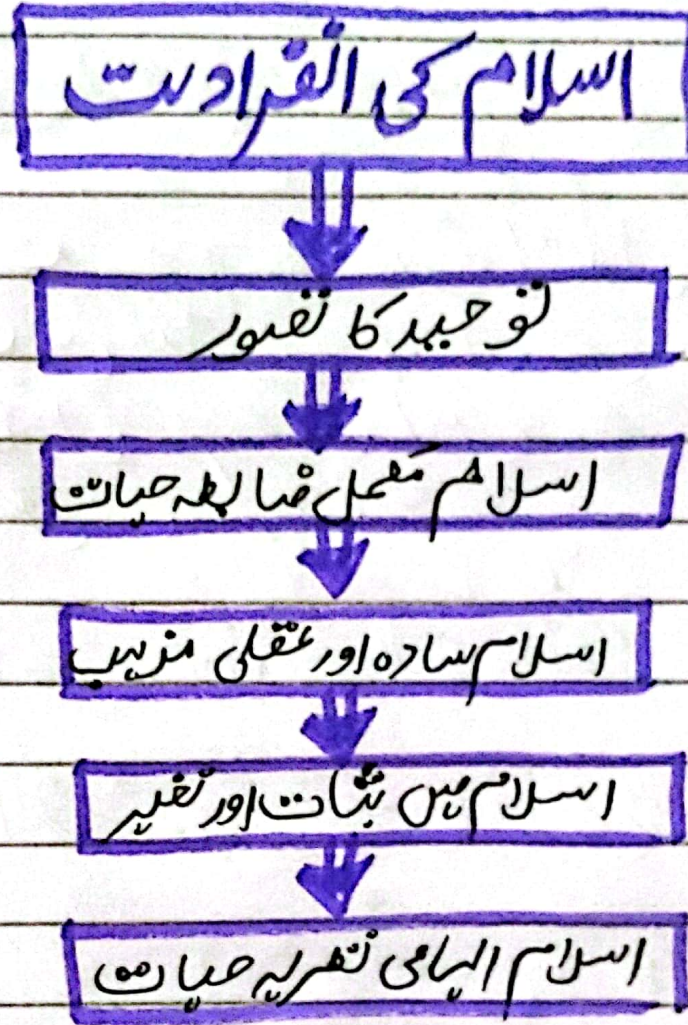 اسلام کی انفرادیت
توحید کا تصور
اسلام مکمل ضابطہ حیات
اسلام سادہ اور عقلی مذہب
اسلام میں ثبات اور تغیر
اسلام الہامی نظریہ حیات